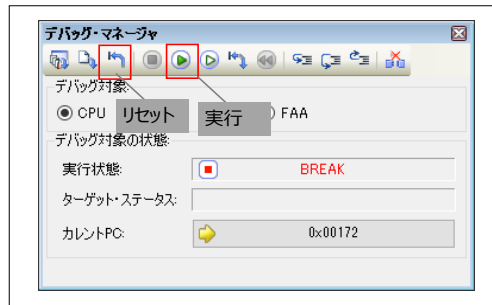 デバッグ・マネージャ
デバッグ対象:
CPU
FAA
リセット
実行
デバッグ対象の状態:
実行状態:
BREAK
ターゲット・ステータス:
カレントPC:
0x00172